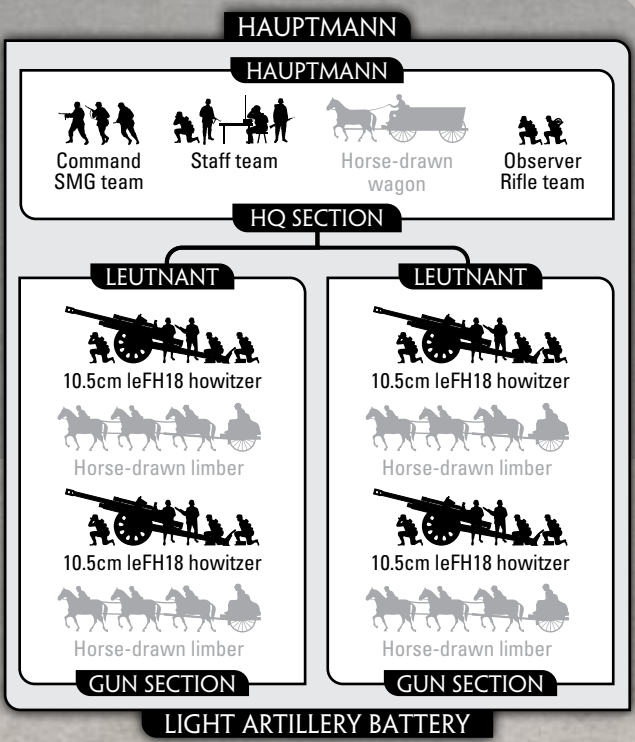 HAUPTMANN
HAUPTMANN
Command
SMG team
Staff team
Horse-drawn
wagon
Observer
Rifle team
HQ SECTION
LEUTNANT
10.5cm leFH18 howitzer
Horse-drawn limber
10.5cm leFH18 howitzer
Horse-drawn limber
GUN SECTION
LEUTNANT
10.5cm leFH18 howitzer
Horse-drawn limber
10.5cm leFH18 howitzer
Horse-drawn limber
GUN SECTION
LIGHT ARTILLERY BATTERY